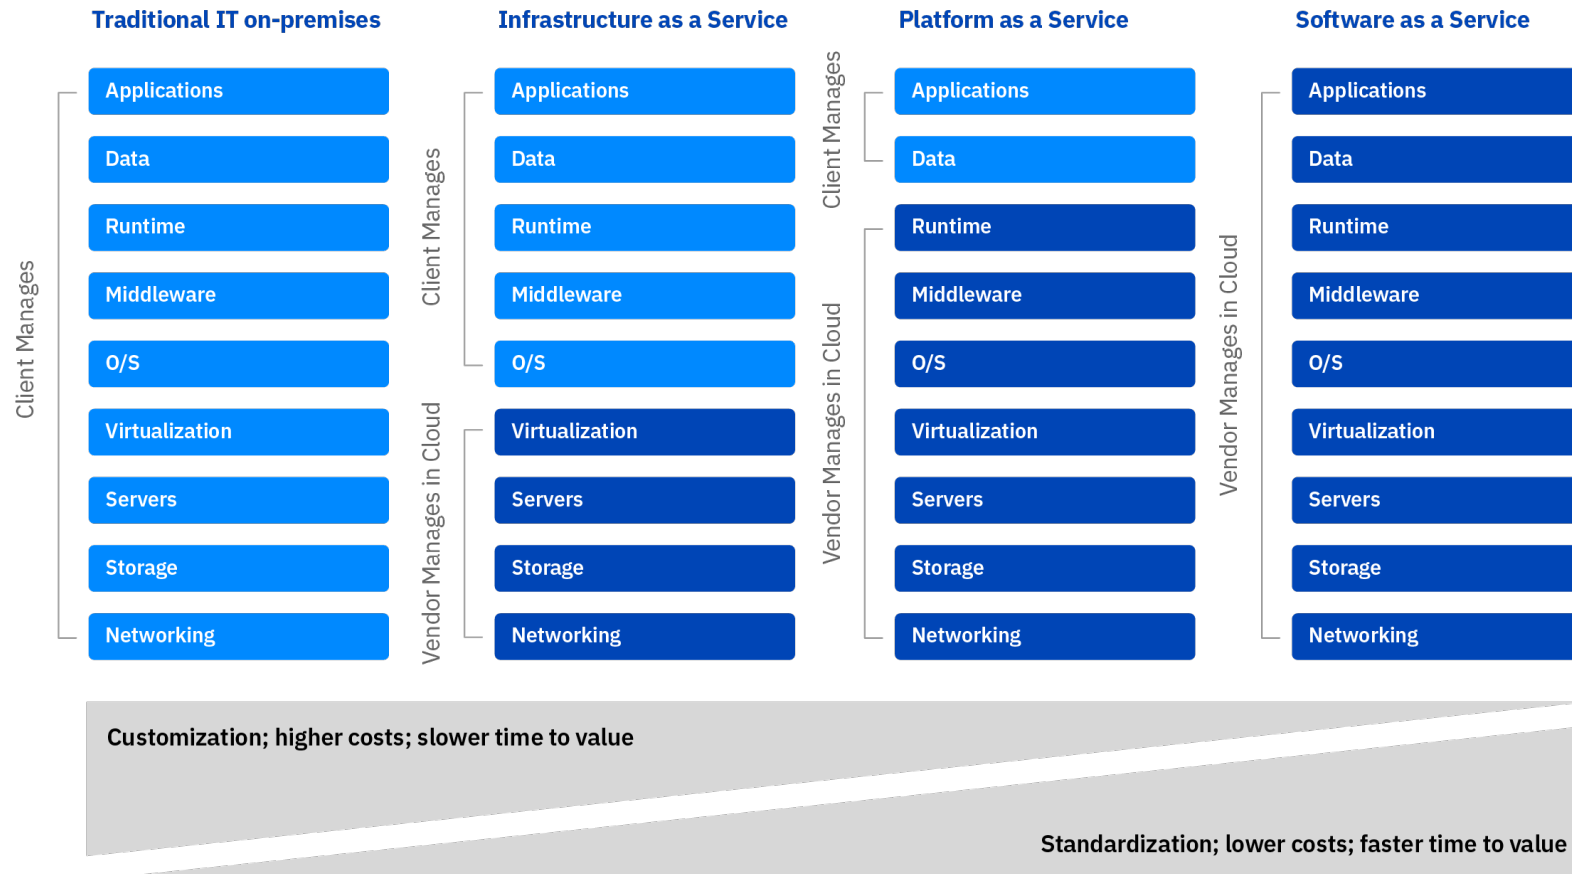 Traditional IT on-premises
Client Manages
Applications
Data
Runtime
Middleware
O/S
Virtualization
Servers
Storage
Networking
Infrastructure as a Service
Client Manages
Vendor Manages in Cloud
Applications
Data
Runtime
Middleware
O/S
Virtualization
Servers
Storage
Networking
Platform as a Service
Client Manages
Vendor Manages in Cloud
Applications
Data
Runtime
Middleware
O/S
Virtualization
Servers
Storage
Networking
Software as a Service
Vendor Manages in Cloud
Applications
Data
Runtime
Middleware
O/S
Virtualization
Servers
Storage
Networking
Customization; higher costs; slower time to value
Standardization; lower costs; faster time to value